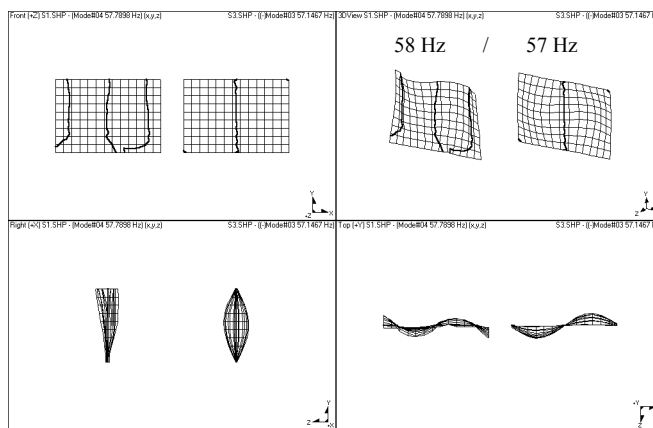 Front (+Z) S1.SHP - (Mode#04 57.7898 Hz) (x,y,z) S3.SHP - ((-)Mode#03 57.1467 Hz)
3DView S1.SHP - (Mode#04 57.7898 Hz) (x,y,z) S3.SHP - ((-)Mode#03 57.1467 Hz
58 Hz / 57 Hz
Y
+Z X
Y
Z X
Right (+X) S1.SHP - (Mode#04 57.7898 Hz) (x,y,z) S3.SHP - ((-)Mode#03 57.1467 Hz)
Top (+Y) S1.SHP - (Mode#04 57.7898 Hz) (x,y,z) S3.SHP - ((-)Mode#03 57.1467 Hz
Y
Z +X
+Y X
Z